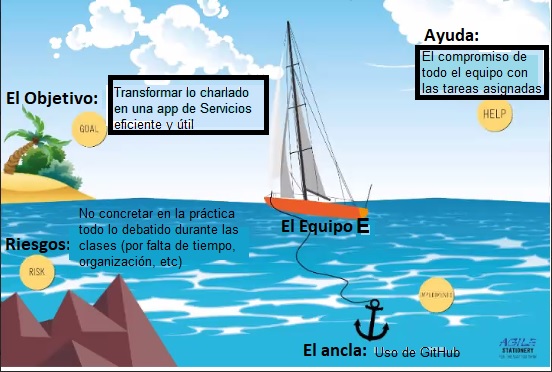 Ayuda:
El compromiso de
todo el equipo con
las tareas asignadas
HELP
El Objetivo:
GOAL
Transformar lo charlado
en una app de Servicios
eficiente y útil
El Equipo E
Riesgos:
RISK
No concretar en la práctica
todo lo debatido durante las
clases (por falta de tiempo,
organización, etc)
El ancla: Uso de GitHub
AGILE
STATIONERY